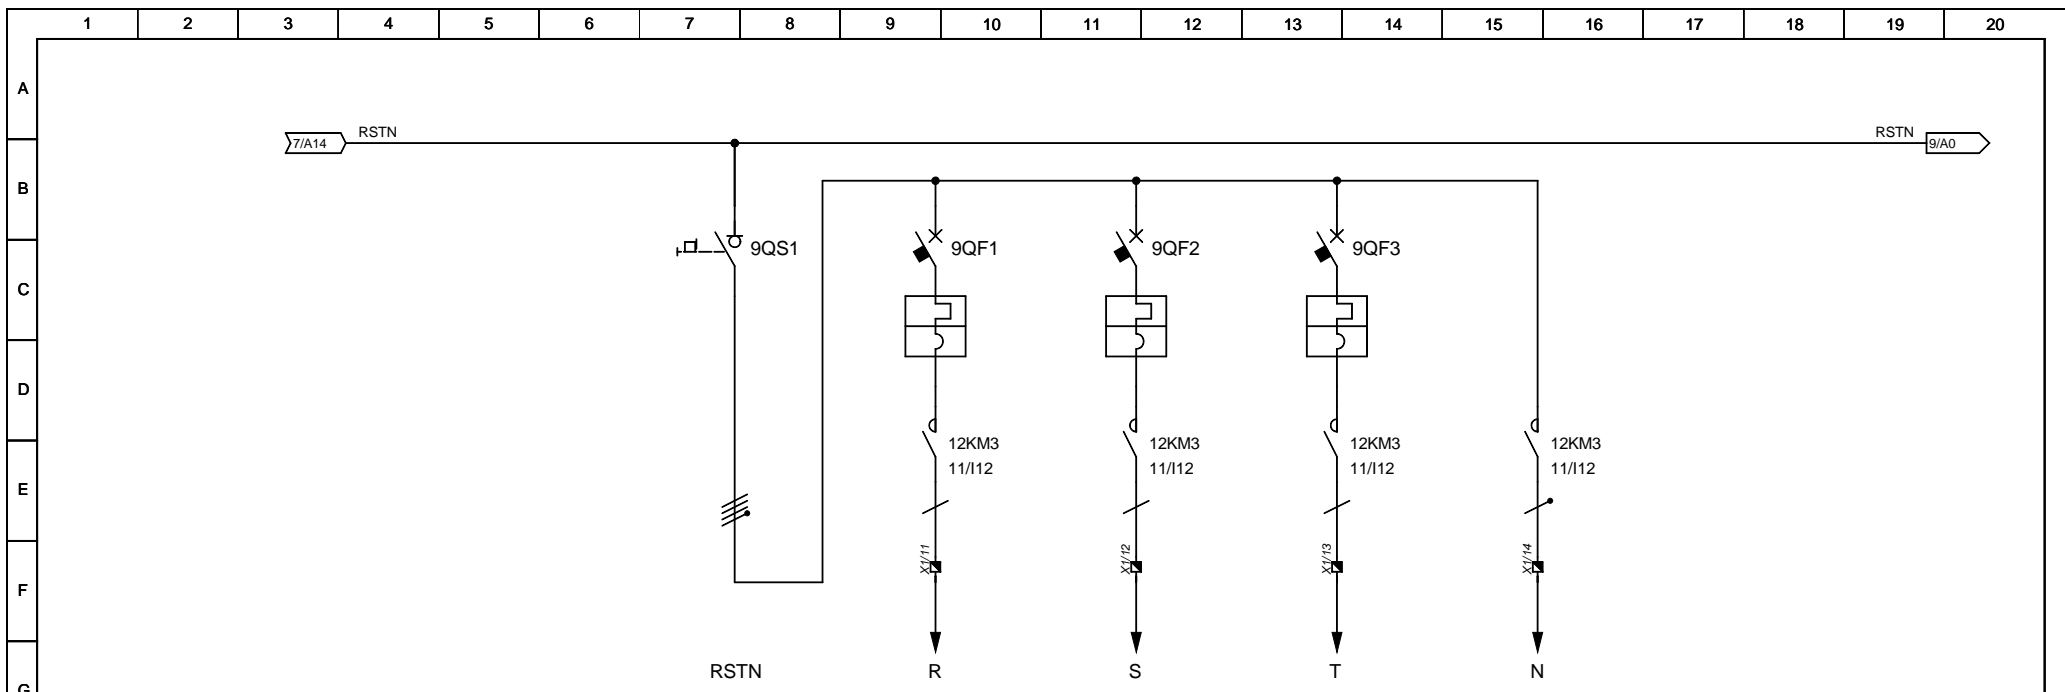 1 2 3 4 5 6 7 8 9 10 11 12 13 14 15 16 17 18 19 20
A
RSTN RSTN
7/A14 9/A0
B
9QS1 9QF1 9QF2 9QF3
C
D
12KM3 12KM3 12KM3 12KM3
11/I12 11/I12 11/I12 11/I12
E
X1/11 X1/12 X1/13 X1/14
F
RSTN R S T N
G